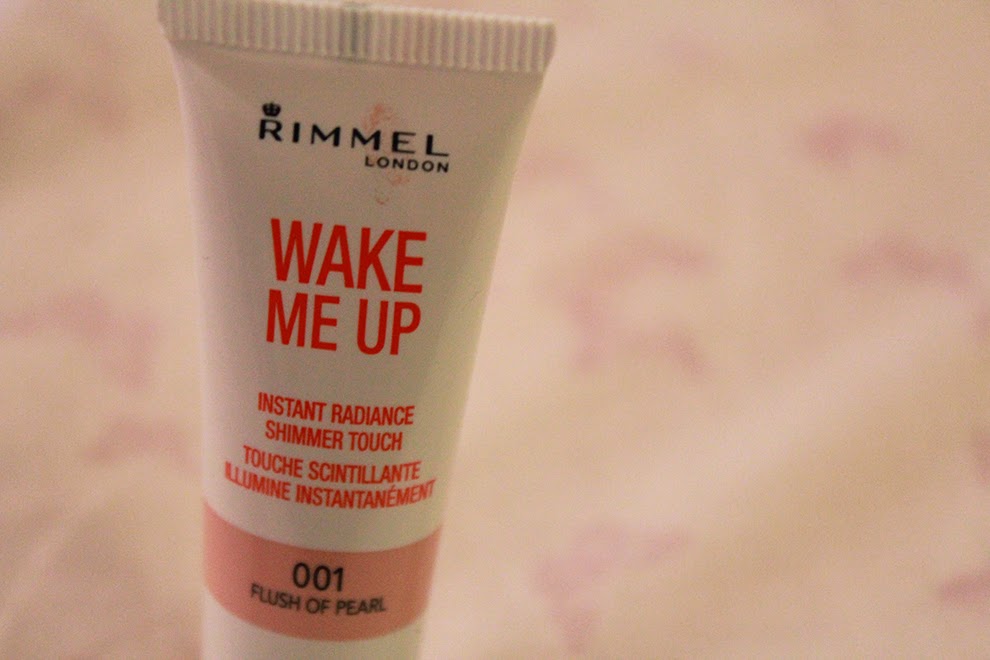 RIMMEL
LONDON
WAKE
ME UP
INSTANT RADIANCE
SHIMMER TOUCH
TOUCHE SCINTILLANTE
ILLUMINE INSTANTANÉMENT
001
FLUSH OF PEARL